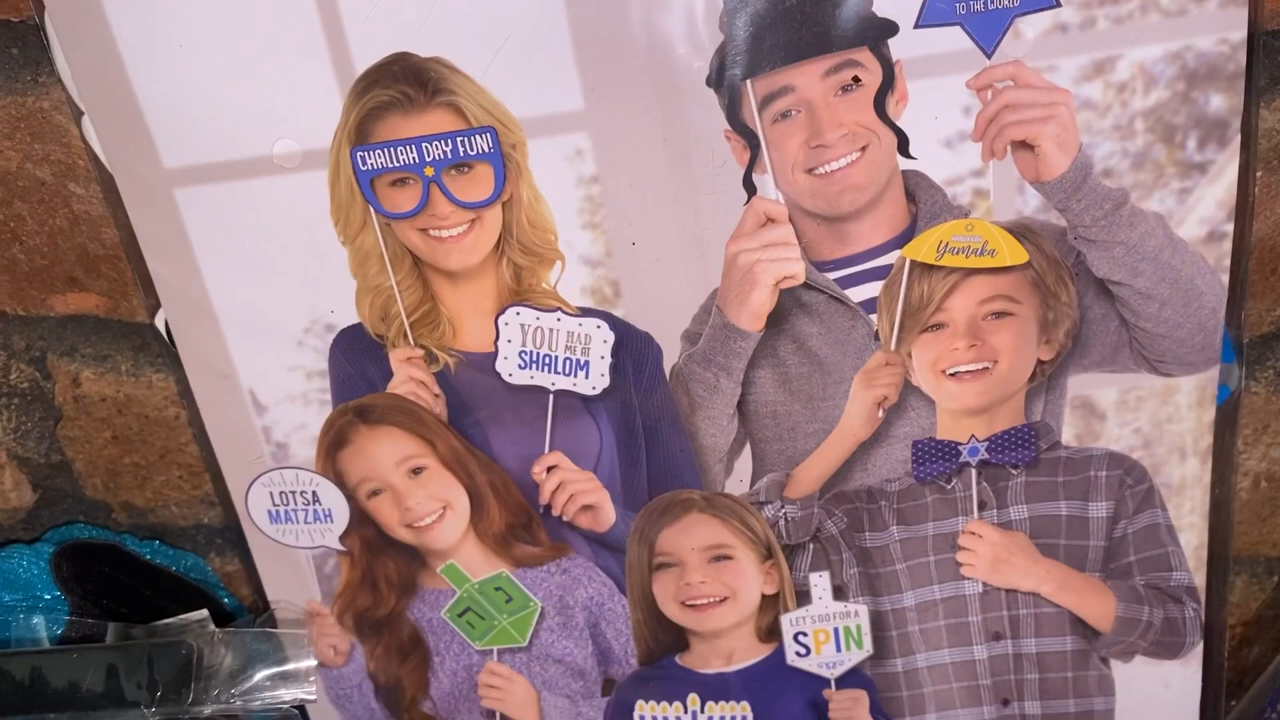 TO THE WORLD
CHALLAH DAY FUN!
Yamaka
YOU HAD
ME AT
SHALOM
LOTSA
MATZAH
נ
ה
LET'S GO FOR A
SPIN